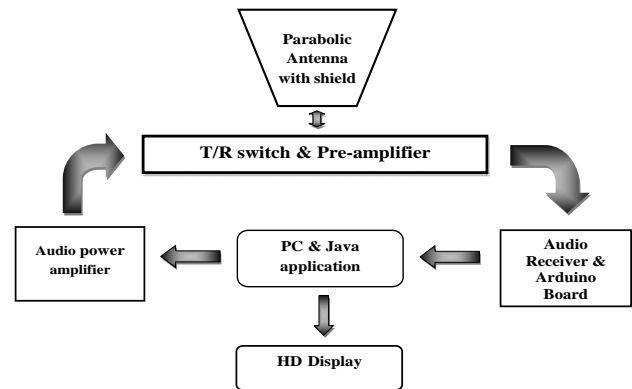 Parabolic
Antenna
with shield
T/R switch & Pre-amplifier
Audio power
amplifier
PC & Java
application
Audio
Receiver &
Arduino
Board
HD Display